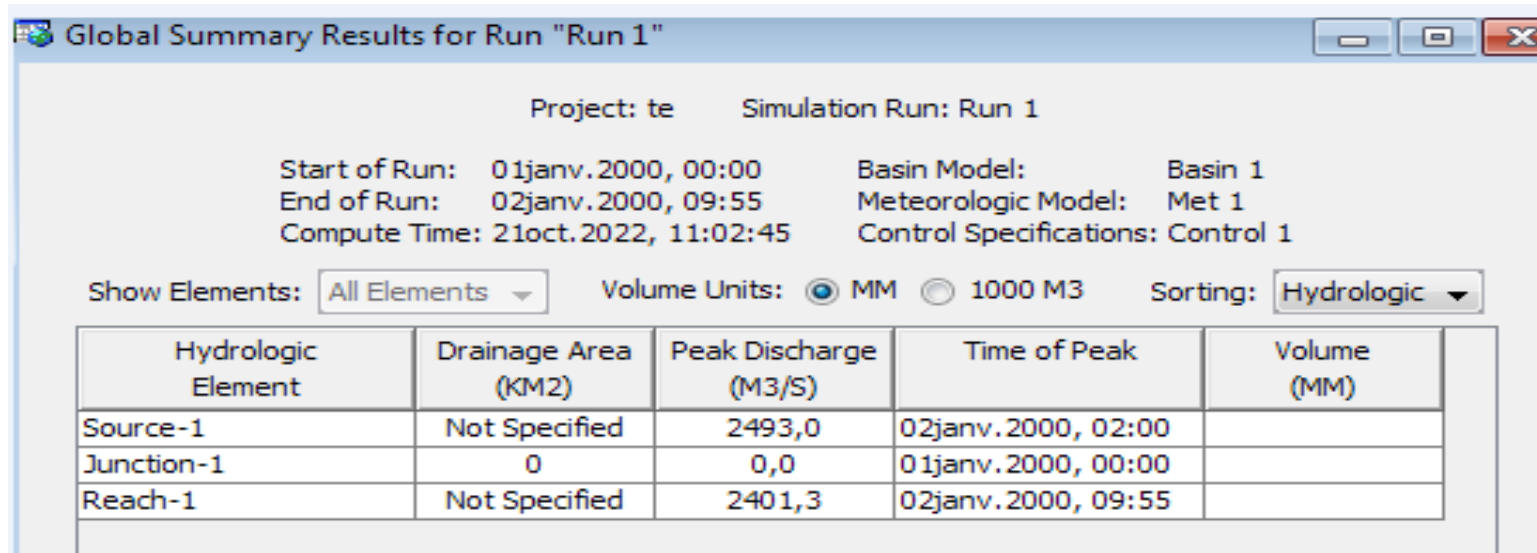 Global Summary Results for Run "Run 1"
Project: te Simulation Run: Run 1
Start of Run: 01janv.2000, 00:00 Basin Model: Basin 1
End of Run: 02janv.2000, 09:55 Meteorologic Model: Met 1
Compute Time: 21oct.2022, 11:02:45 Control Specifications: Control 1
Show Elements: All Elements Volume Units: MM 1000 M3 Sorting: Hydrologic
Hydrologic Drainage Area Peak Discharge Time of Peak Volume
Element (KM2) (M3/S) (MM)
Source-1 Not Specified 2493,0 02janv.2000, 02:00
Junction-1 0 0,0 01janv.2000, 00:00
Reach-1 Not Specified 2401,3 02janv.2000, 09:55